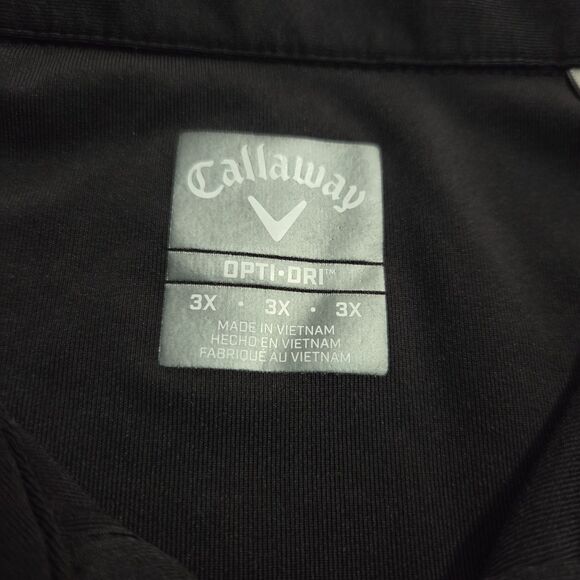 Callaway
OPTI•DRI™
3X • 3X • 3X
MADE IN VIETNAM
HECHO EN VIETNAM
FABRIQUÉ AU VIETNAM